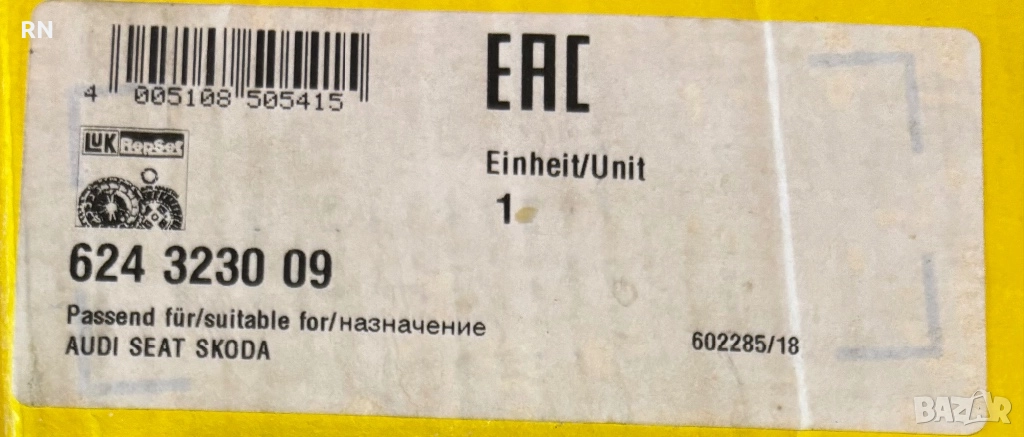 RN
4 005108 505415
EAC
LUK RepSet
Einheit/Unit
1
624 3230 09
Passend für/suitable for/назначение
AUDI SEAT SKODA
602285/18
BAZAR